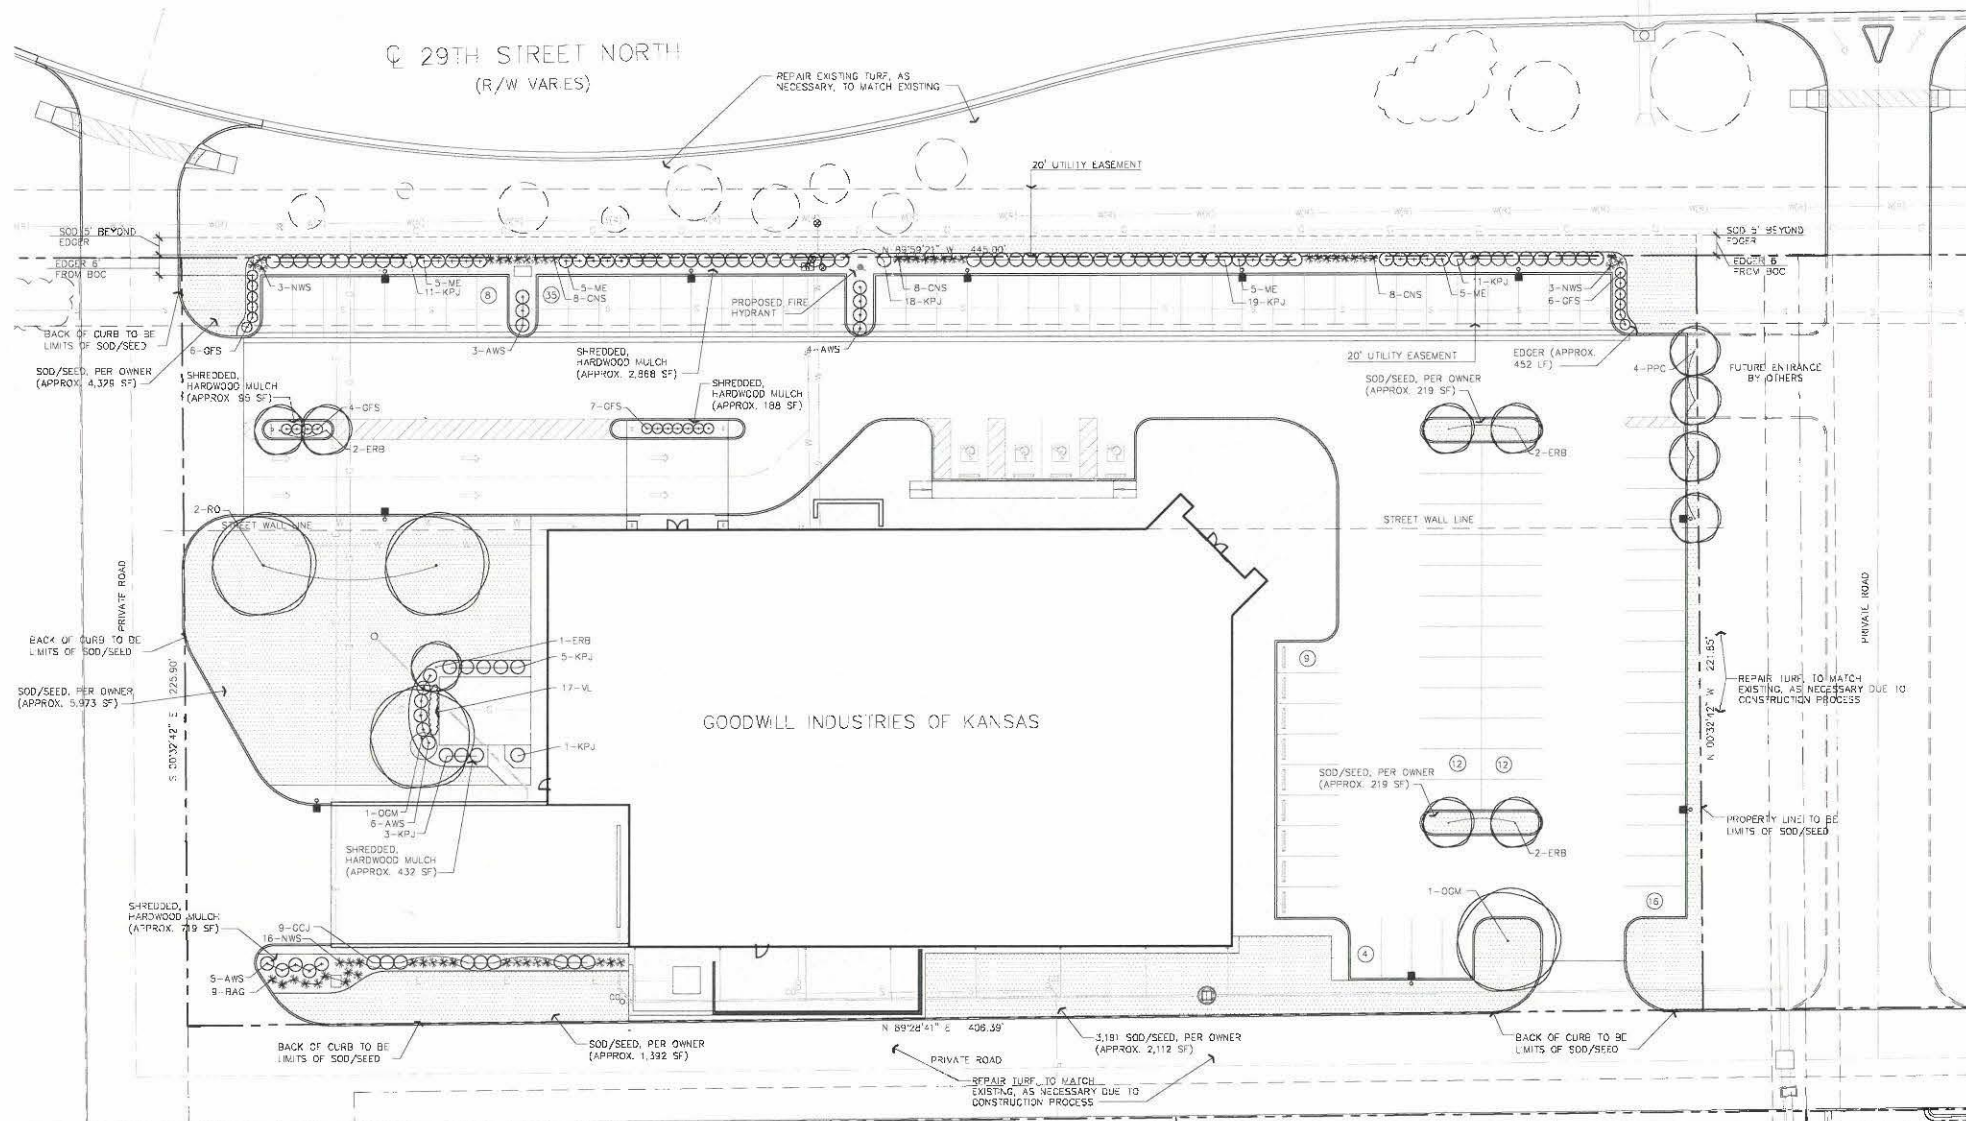 ℄ 29TH STREET NORTH
(R/W VARIES)
REPAIR EXISTING TURF, AS
NECESSARY, TO MATCH EXISTING
20' UTILITY EASEMENT
SOD 5' BEYOND
EDGER
EDGER 6'
FROM BOC
N 89°59'21" W 445.00'
SOD 5' BEYOND
EDGER
EDGER 6'
FROM BOC
3-NWS
11-KPJ
5-ME
8
35
5-ME
8-CNS
PROPOSED FIRE
HYDRANT
8-CNS
18-KPJ
5-ME
19-KPJ
8-CNS
5-ME
11-KPJ
3-NWS
6-GFS
BACK OF CURB TO BE
LIMITS OF SOD/SEED
6-GFS
3-AWS
4-AWS
SOD/SEED, PER OWNER
(APPROX. 4,329 SF)
SHREDDED,
HARDWOOD MULCH
(APPROX. 95 SF)
SHREDDED,
HARDWOOD MULCH
(APPROX. 2,868 SF)
SHREDDED,
HARDWOOD MULCH
(APPROX. 188 SF)
20' UTILITY EASEMENT
EDGER (APPROX.
452 LF)
4-PPC
FUTURE ENTRANCE
BY OTHERS
SOD/SEED, PER OWNER
(APPROX. 219 SF)
4-GFS
2-ERB
7-GFS
2-ERB
2-RO
STREET WALL LINE
STREET WALL LINE
PRIVATE ROAD
PRIVATE ROAD
BACK OF CURB TO BE
LIMITS OF SOD/SEED
S 00°32'42" E 225.90'
SOD/SEED, PER OWNER
(APPROX. 5,973 SF)
1-ERB
5-KPJ
17-VL
1-KPJ
GOODWILL INDUSTRIES OF KANSAS
9
N 00°32'42" W 221.85'
REPAIR TURF, TO MATCH
EXISTING, AS NECESSARY DUE TO
CONSTRUCTION PROCESS
12
12
SOD/SEED, PER OWNER
(APPROX. 219 SF)
1-OGM
6-AWS
3-KPJ
SHREDDED,
HARDWOOD MULCH
(APPROX. 432 SF)
PROPERTY LINE TO BE
LIMITS OF SOD/SEED
2-ERB
1-OGM
16
4
SHREDDED,
HARDWOOD MULCH
(APPROX. 719 SF)
9-GCJ
16-NWS
5-AWS
9-RAG
N 89°28'41" E 406.39'
BACK OF CURB TO BE
LIMITS OF SOD/SEED
SOD/SEED, PER OWNER
(APPROX. 1,392 SF)
3,181 SOD/SEED, PER OWNER
(APPROX. 2,112 SF)
BACK OF CURB TO BE
LIMITS OF SOD/SEED
PRIVATE ROAD
REPAIR TURF, TO MATCH
EXISTING, AS NECESSARY DUE TO
CONSTRUCTION PROCESS